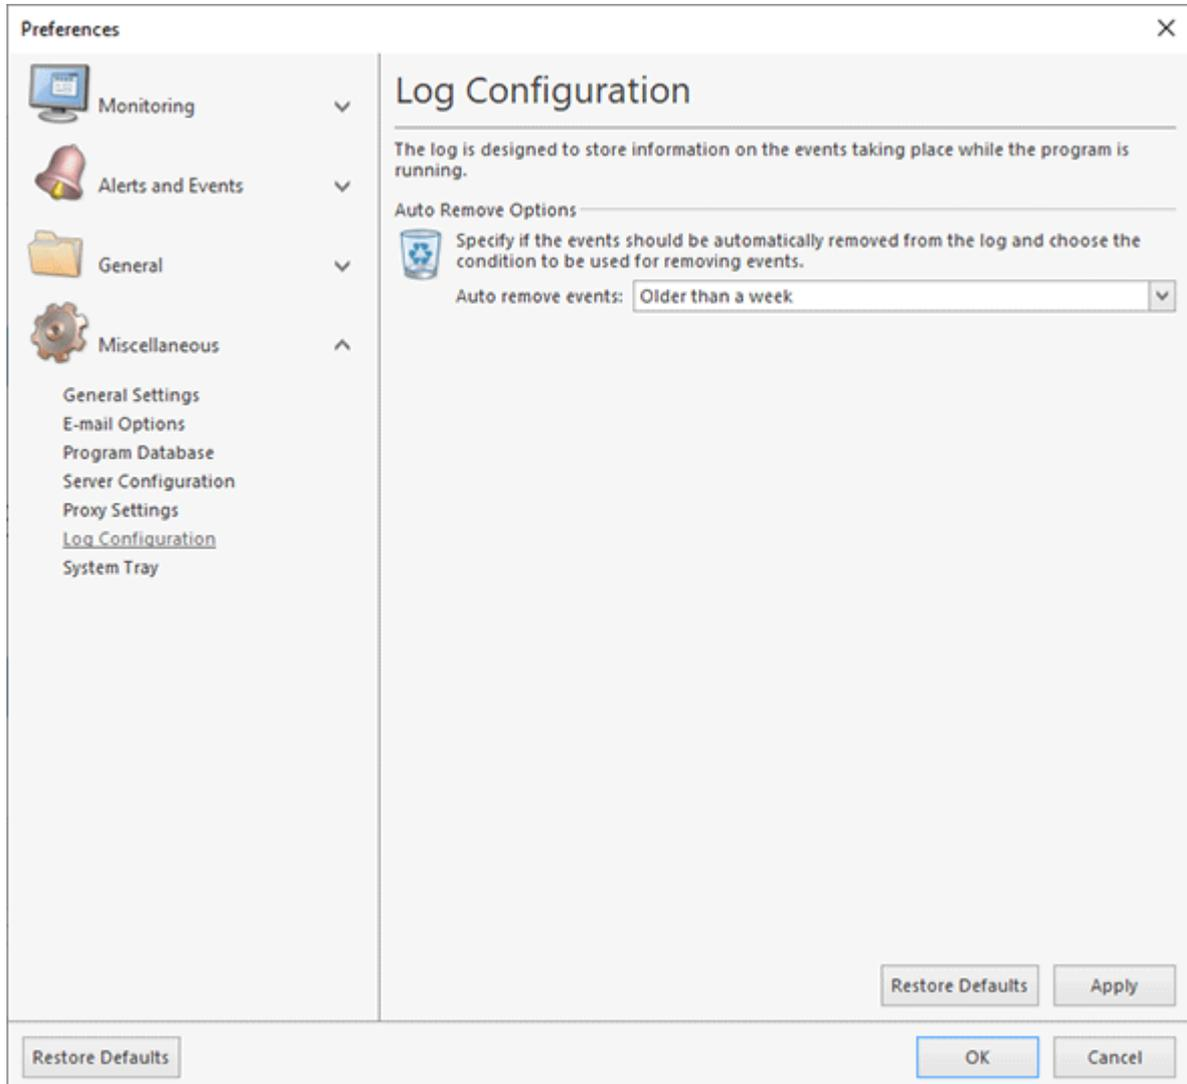 Preferences
Monitoring
Alerts and Events
General
Miscellaneous
General Settings
E-mail Options
Program Database
Server Configuration
Proxy Settings
Log Configuration
System Tray
Log Configuration
The log is designed to store information on the events taking place while the program is
running.
Auto Remove Options
Specify if the events should be automatically removed from the log and choose the
condition to be used for removing events.
Auto remove events: Older than a week
Restore Defaults Apply
Restore Defaults OK Cancel